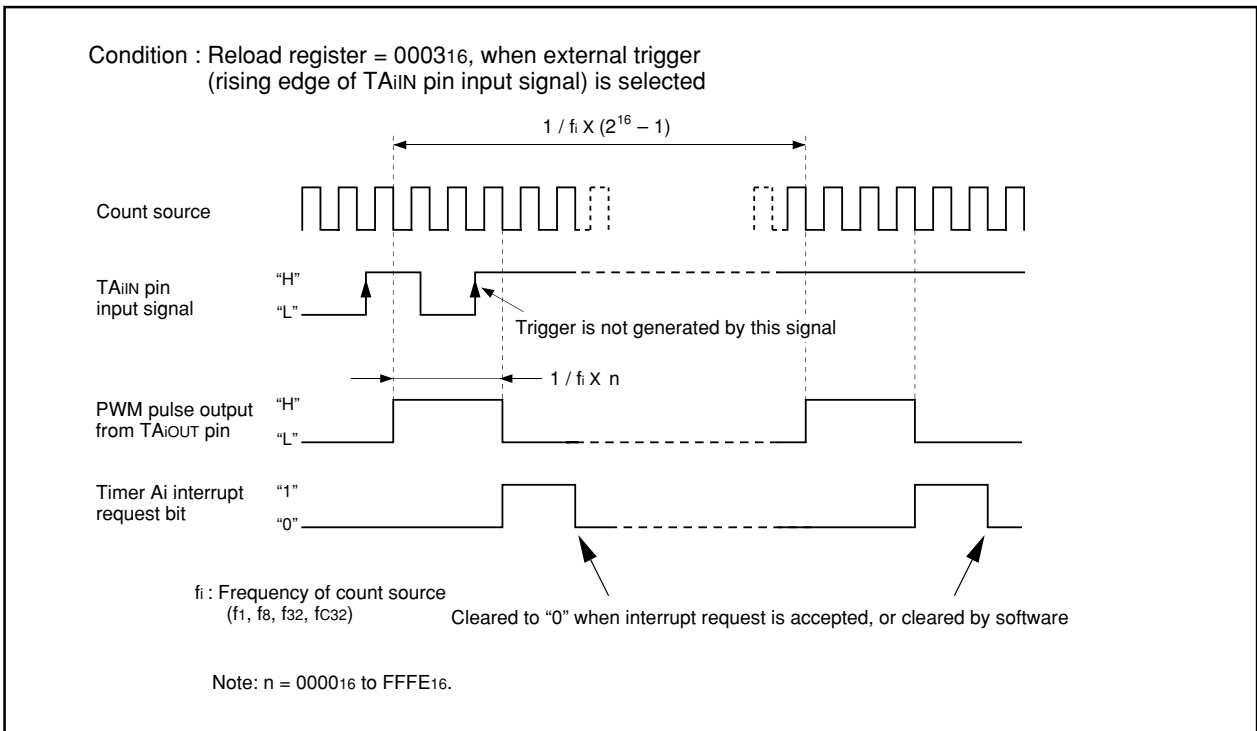 Condition : Reload register = 000316, when external trigger
(rising edge of TAiIN pin input signal) is selected
1 / fi X (2^16 – 1)
Count source
TAiIN pin
input signal
“H”
“L”
Trigger is not generated by this signal
1 / fi X n
PWM pulse output
from TAiOUT pin
“H”
“L”
Timer Ai interrupt
request bit
“1”
“0”
fi : Frequency of count source
(f1, f8, f32, fC32)
Cleared to “0” when interrupt request is accepted, or cleared by software
Note: n = 000016 to FFFE16.